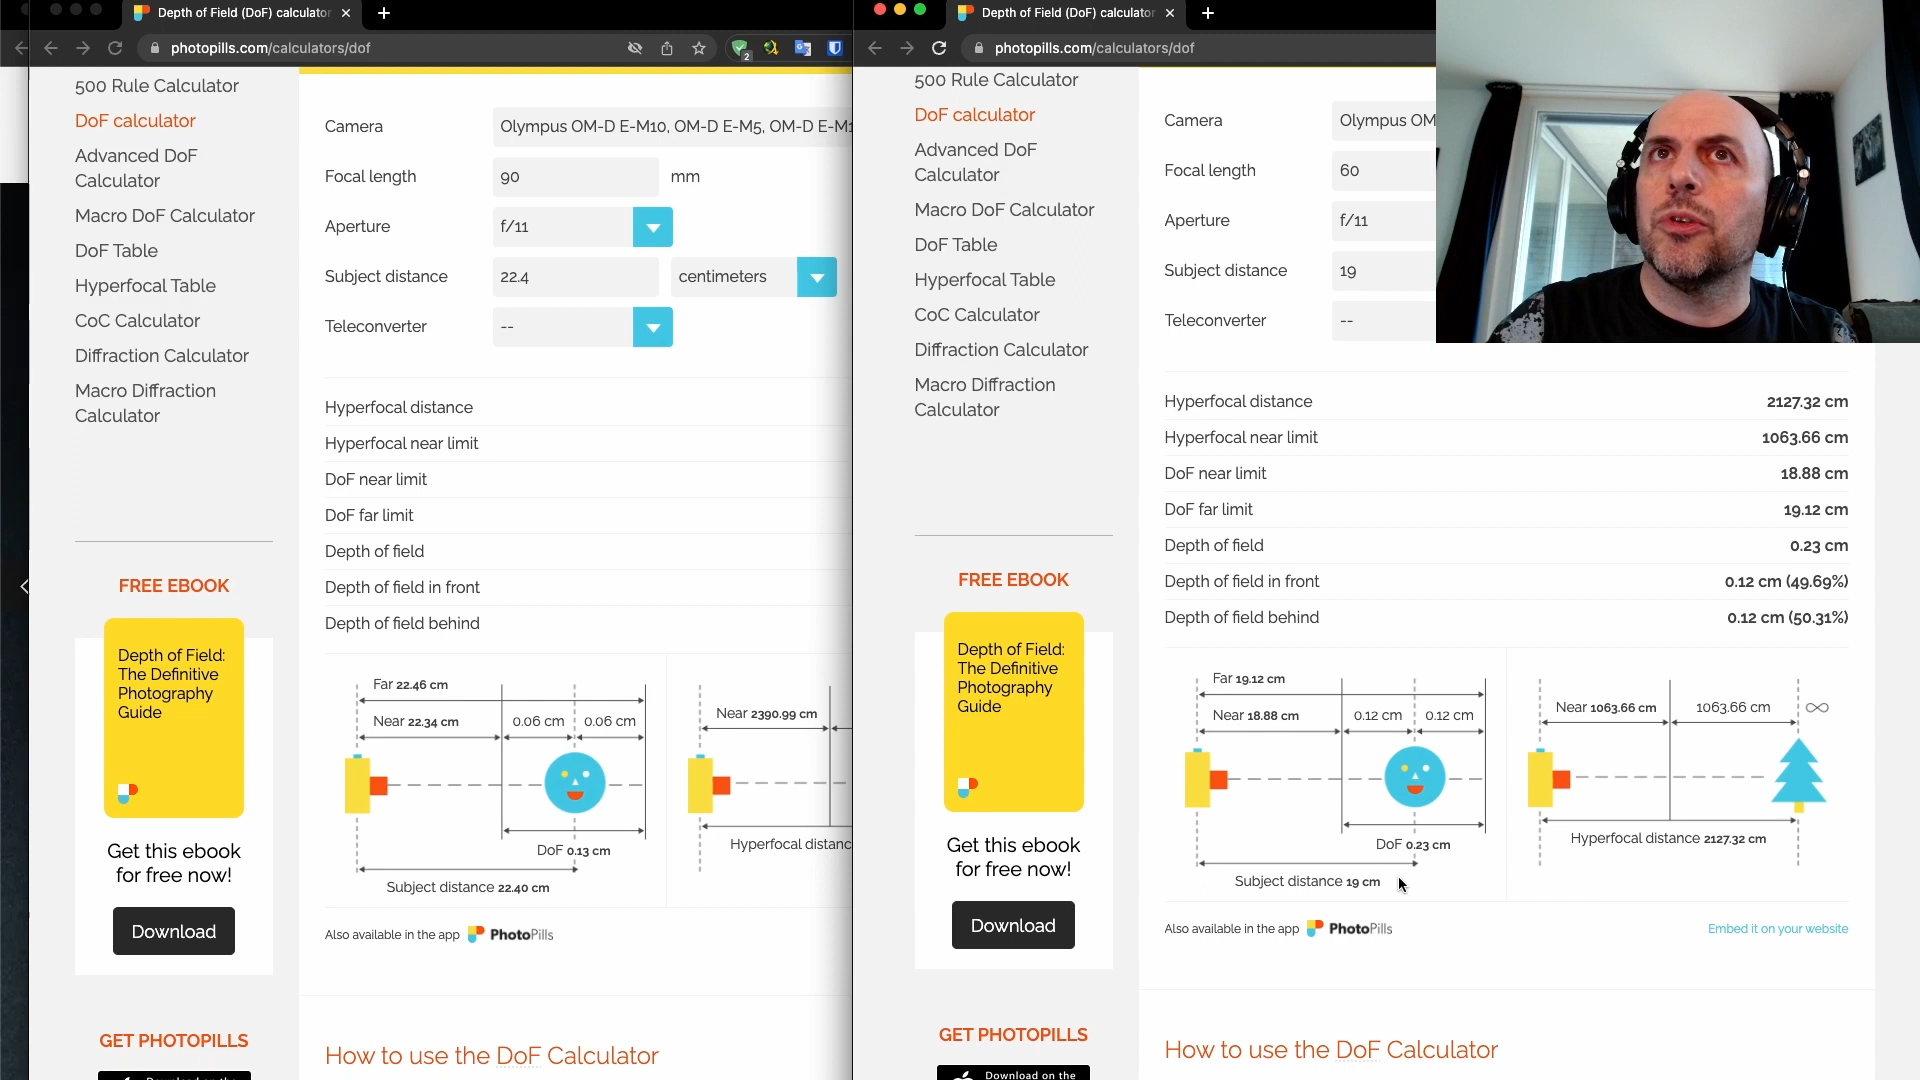 Depth of Field (DoF) calculator
photopills.com/calculators/dof
2
500 Rule Calculator
DoF calculator
Advanced DoF
Calculator
Macro DoF Calculator
DoF Table
Hyperfocal Table
CoC Calculator
Diffraction Calculator
Macro Diffraction
Calculator
FREE EBOOK
Depth of Field:
The Definitive
Photography
Guide
Get this ebook
for free now!
Download
GET PHOTOPILLS
Camera
Olympus OM-D E-M10, OM-D E-M5, OM-D E-M1
Focal length
90
mm
Aperture
f/11
Subject distance
22.4
centimeters
Teleconverter
--
Hyperfocal distance
Hyperfocal near limit
DoF near limit
DoF far limit
Depth of field
Depth of field in front
Depth of field behind
Far 22.46 cm
Near 22.34 cm
0.06 cm
0.06 cm
DoF 0.13 cm
Subject distance 22.40 cm
Near 2390.99 cm
Hyperfocal distanc
Also available in the app
PhotoPills
How to use the DoF Calculator
Depth of Field (DoF) calculator
photopills.com/calculators/dof
500 Rule Calculator
DoF calculator
Advanced DoF
Calculator
Macro DoF Calculator
DoF Table
Hyperfocal Table
CoC Calculator
Diffraction Calculator
Macro Diffraction
Calculator
FREE EBOOK
Depth of Field:
The Definitive
Photography
Guide
Get this ebook
for free now!
Download
GET PHOTOPILLS
Download on the
Camera
Olympus OM
Focal length
60
Aperture
f/11
Subject distance
19
Teleconverter
--
Hyperfocal distance 2127.32 cm
Hyperfocal near limit 1063.66 cm
DoF near limit 18.88 cm
DoF far limit 19.12 cm
Depth of field 0.23 cm
Depth of field in front 0.12 cm (49.69%)
Depth of field behind 0.12 cm (50.31%)
Far 19.12 cm
Near 18.88 cm
0.12 cm
0.12 cm
DoF 0.23 cm
Subject distance 19 cm
Near 1063.66 cm
1063.66 cm
∞
Hyperfocal distance 2127.32 cm
Also available in the app
PhotoPills
Embed it on your website
How to use the DoF Calculator